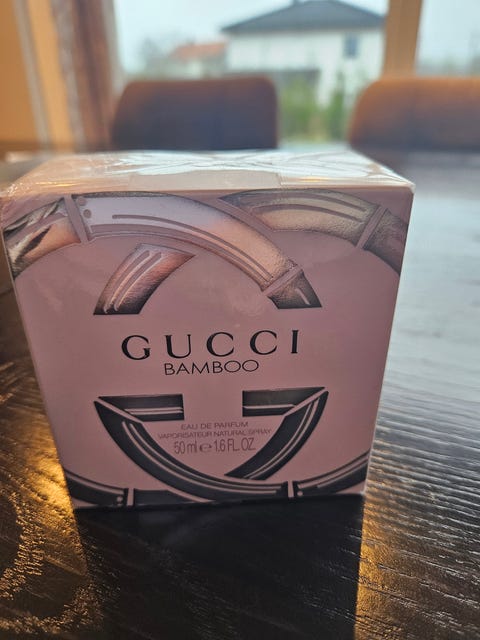 GUCCI
BAMBOO
EAU DE PARFUM
VAPORISATEUR NATURAL SPRAY
50 ml e 1.6 FL. OZ.